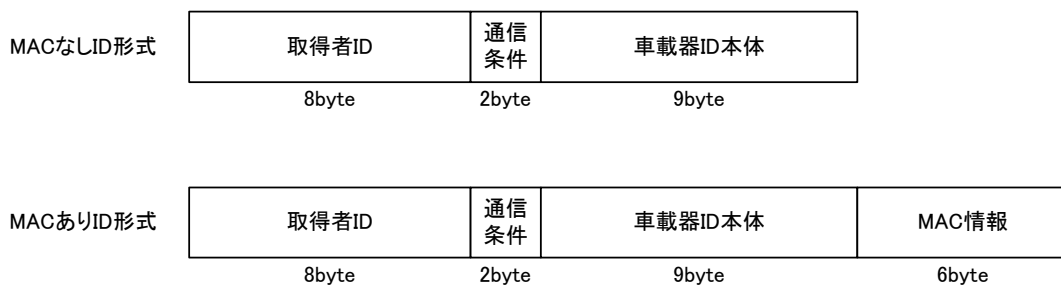 MACなしID形式
取得者ID
通信
条件
車載器ID本体
8byte
2byte
9byte
MACありID形式
取得者ID
通信
条件
車載器ID本体
MAC情報
8byte
2byte
9byte
6byte